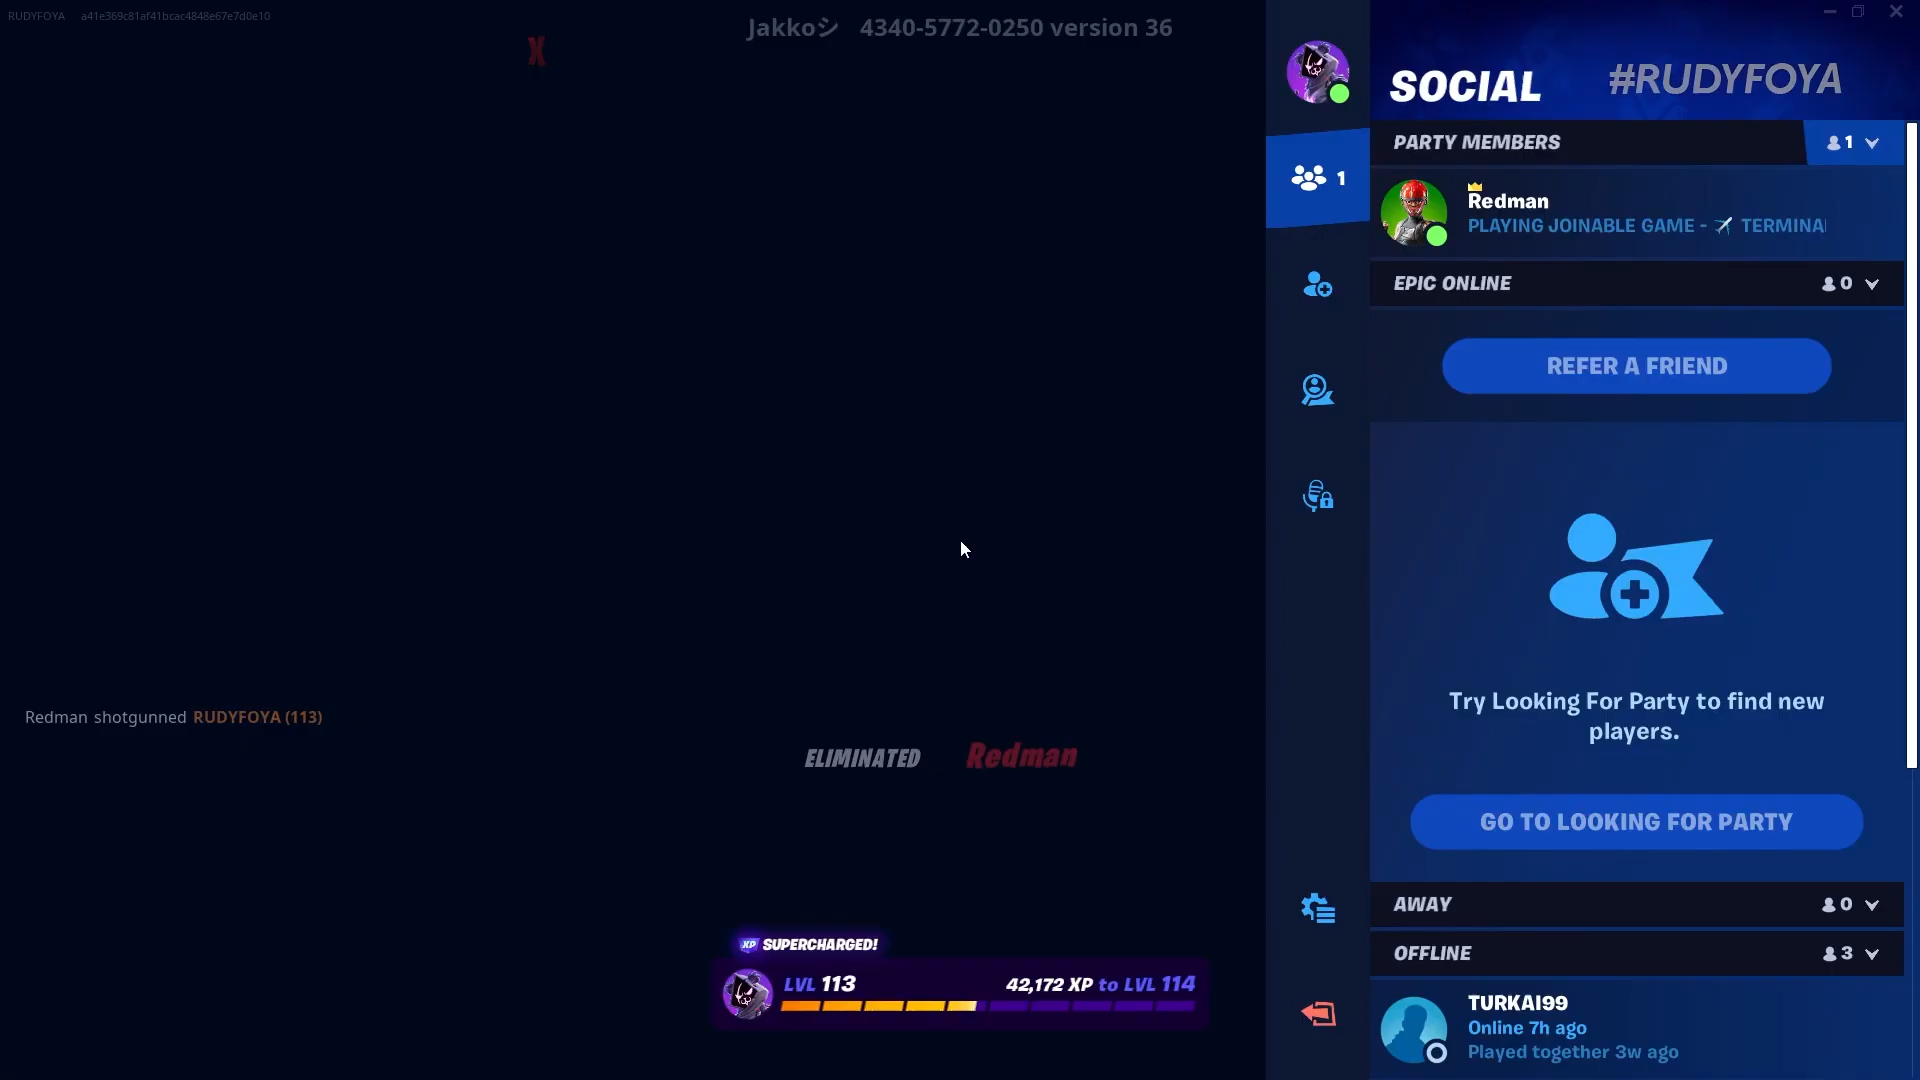 RUDYFOYA a41e369c81af41bcac4848e67e7d0e10
Jakkoシ 4340-5772-0250 version 36
X
SOCIAL
#RUDYFOYA
PARTY MEMBERS
1
1
Redman
PLAYING JOINABLE GAME - ✈ TERMINA
EPIC ONLINE
0
REFER A FRIEND
Try Looking For Party to find new
players.
GO TO LOOKING FOR PARTY
Redman shotgunned RUDYFOYA (113)
ELIMINATED Redman
XP SUPERCHARGED!
LVL 113
42,172 XP to LVL 114
AWAY
0
OFFLINE
3
TURKAI99
Online 7h ago
Played together 3w ago